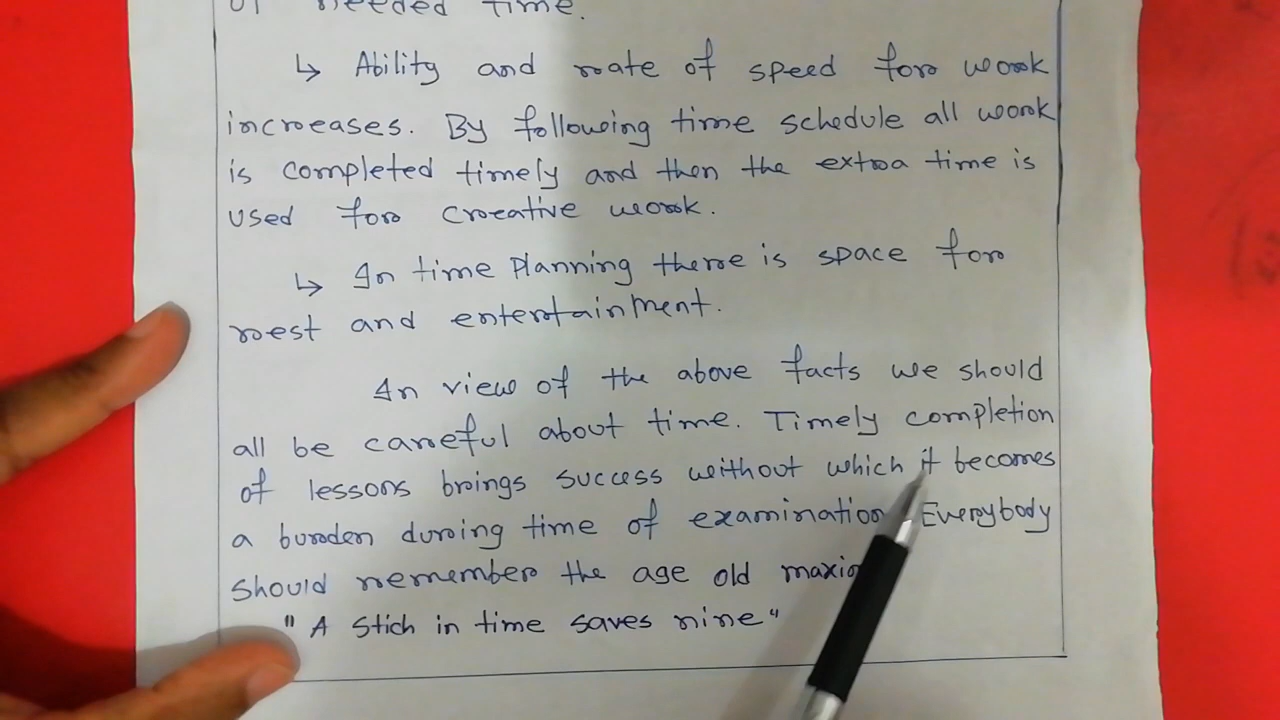 of needed time.
↳ Ability and rate of speed for work
increases. By following time schedule all work
is completed timely and then the extra time is
used for creative work.
↳ In time planning there is space for
rest and entertainment.
In view of the above facts we should
all be careful about time. Timely completion
of lessons brings success without which it becomes
a burden during time of examination Everybody
should remember the age old
"A stich in time saves nine"